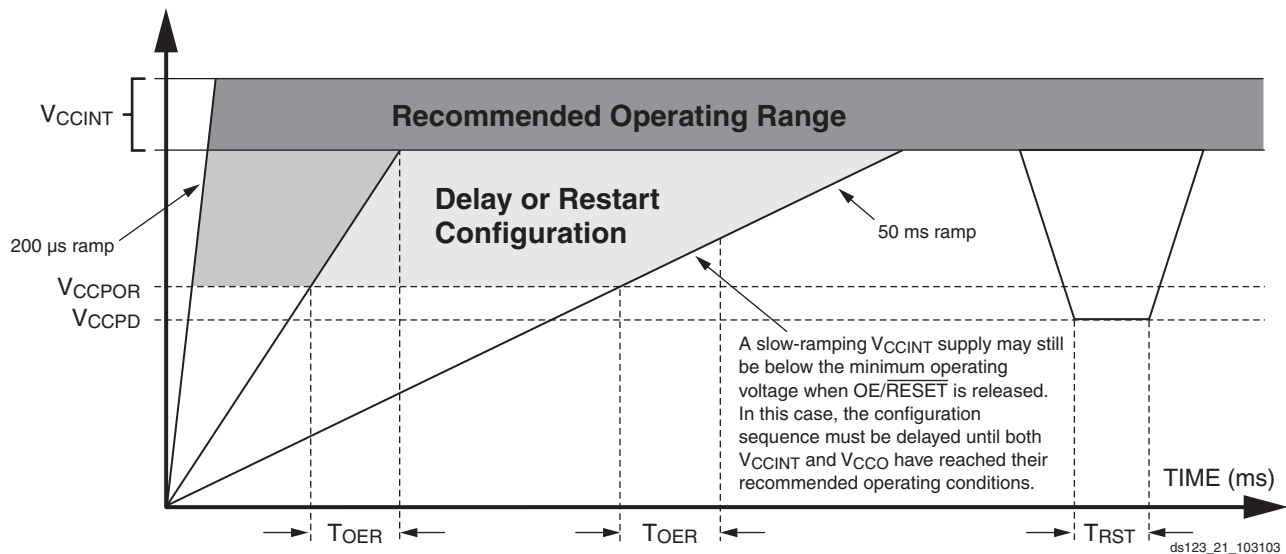 VCCINT
Recommended Operating Range
Delay or Restart
Configuration
200 µs ramp
50 ms ramp
VCCPOR
VCCPD
A slow-ramping VCCINT supply may still
be below the minimum operating
voltage when OE/RESET is released.
In this case, the configuration
sequence must be delayed until both
VCCINT and VCCO have reached their
recommended operating conditions.
TIME (ms)
TOER
TOER
TRST
ds123_21_103103